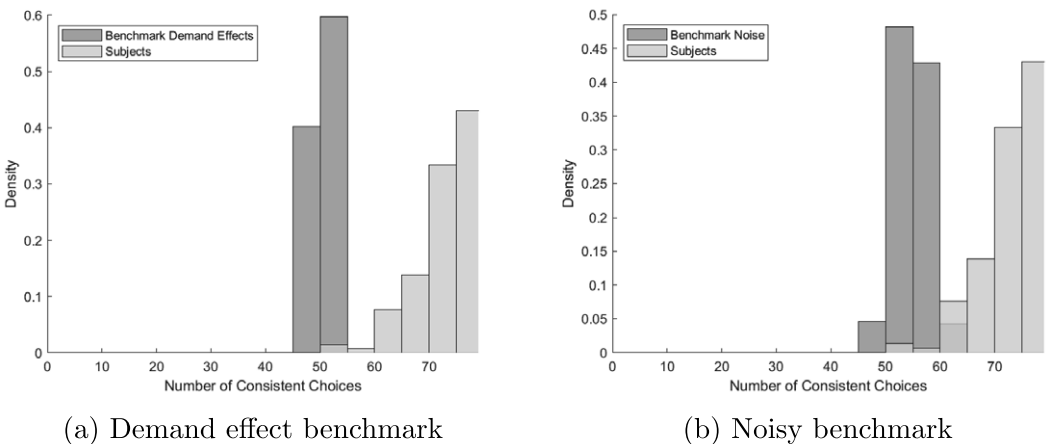 0.6
0.5
0.4
0.3
0.2
0.1
0
Density
Benchmark Demand Effects
Subjects
0 10 20 30 40 50 60 70
Number of Consistent Choices
(a) Demand effect benchmark
0.5
0.45
0.4
0.35
0.3
0.25
0.2
0.15
0.1
0.05
0
Density
Benchmark Noise
Subjects
0 10 20 30 40 50 60 70
Number of Consistent Choices
(b) Noisy benchmark